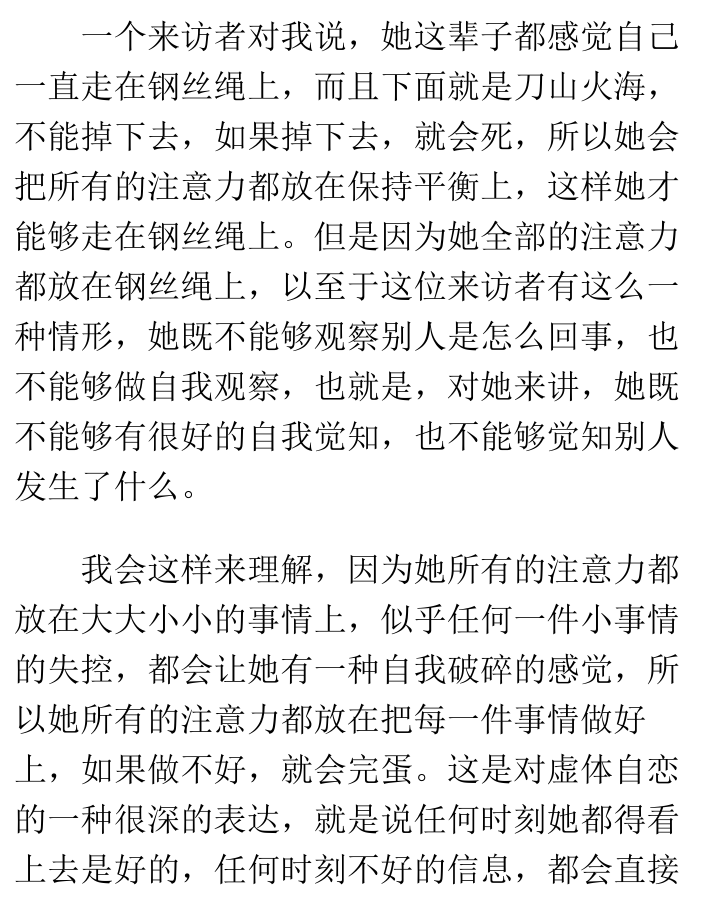 一个来访者对我说，她这辈子都感觉自己
一直走在钢丝绳上，而且下面就是刀山火海，
不能掉下去，如果掉下去，就会死，所以她会
把所有的注意力都放在保持平衡上，这样她才
能够走在钢丝绳上。但是因为她全部的注意力
都放在钢丝绳上，以至于这位来访者有这么一
种情形，她既不能够观察别人是怎么回事，也
不能够做自我观察，也就是，对她来讲，她既
不能够有很好的自我觉知，也不能够觉知别人
发生了什么。
我会这样来理解，因为她所有的注意力都
放在大大小小的事情上，似乎任何一件小事情
的失控，都会让她有一种自我破碎的感觉，所
以她所有的注意力都放在把每一件事情做好
上，如果做不好，就会完蛋。这是对虚体自恋
的一种很深的表达，就是说任何时刻她都得看
上去是好的，任何时刻不好的信息，都会直接